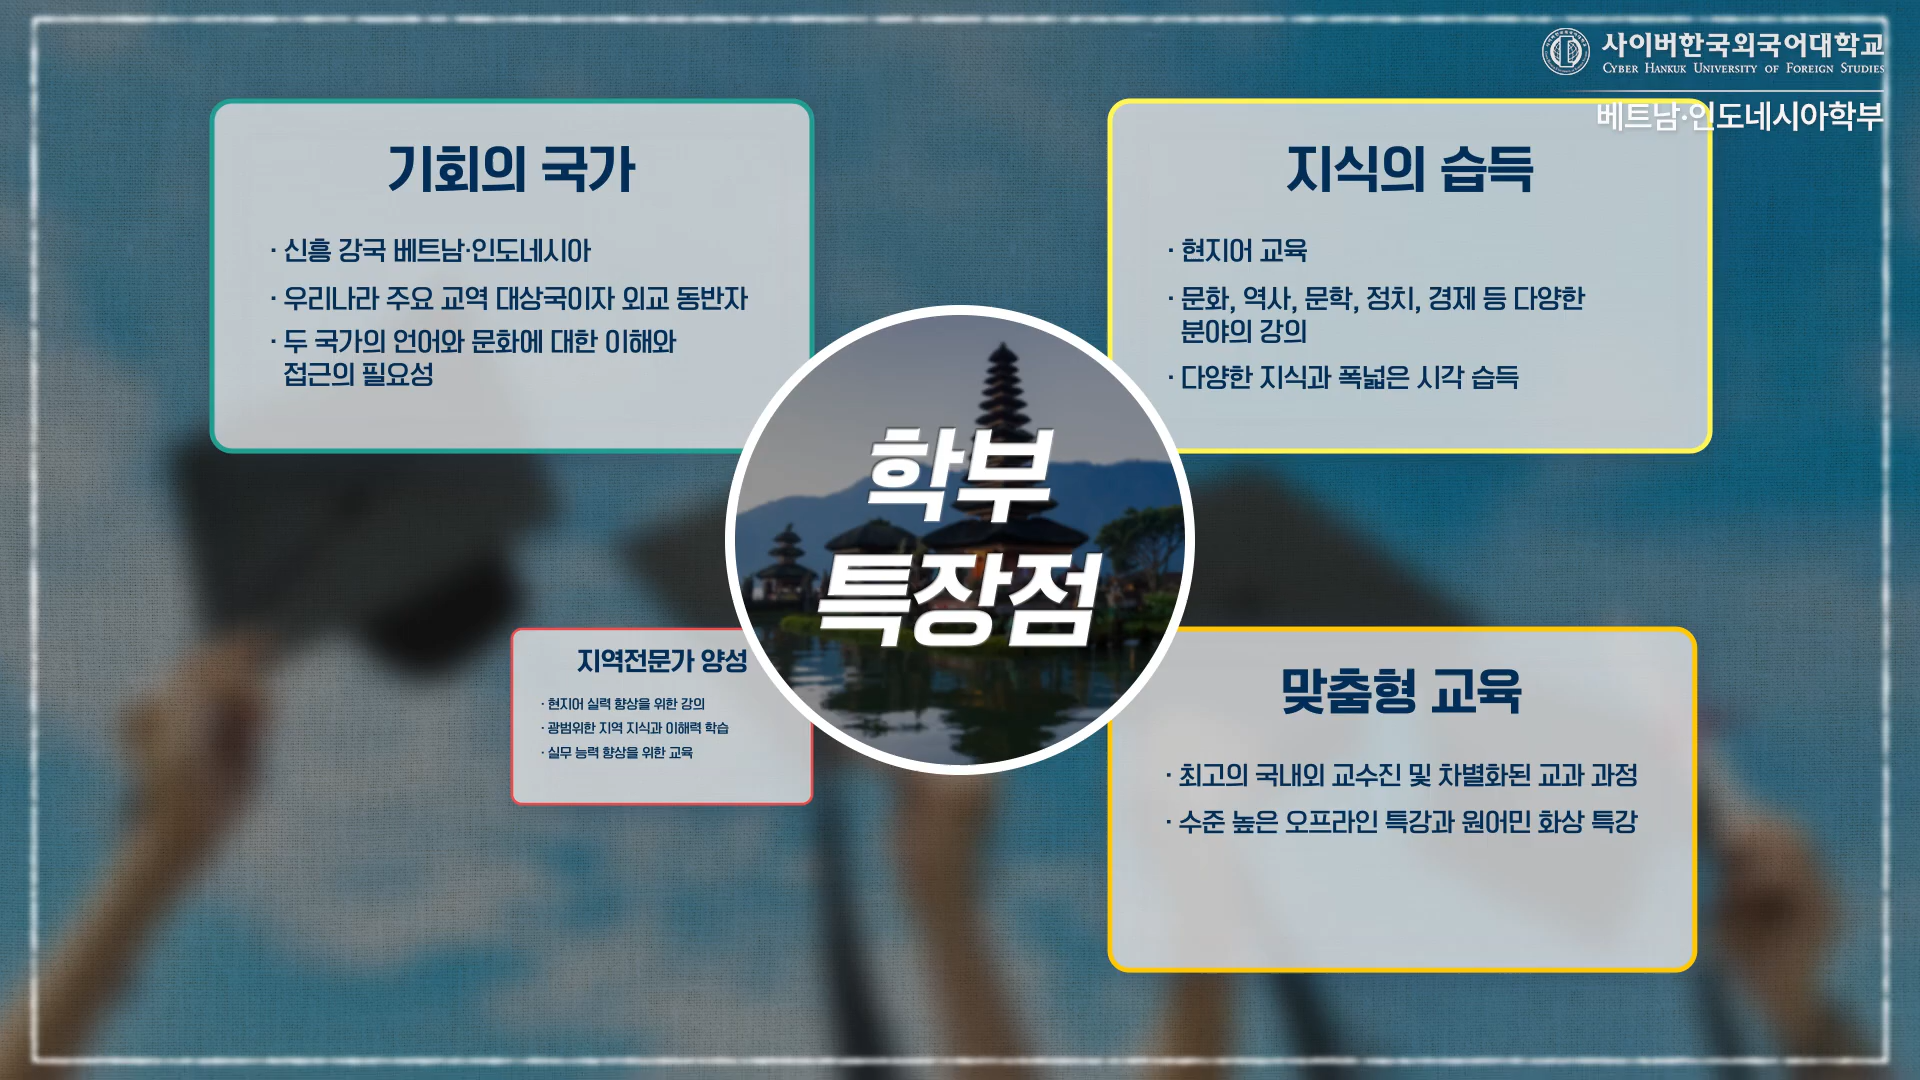 사이버한국외국어대학교
CYBER HANKUK UNIVERSITY OF FOREIGN STUDIES
베트남·인도네시아학부
기회의 국가
· 신흥 강국 베트남·인도네시아
· 우리나라 주요 교역 대상국이자 외교 동반자
· 두 국가의 언어와 문화에 대한 이해와
접근의 필요성
지식의 습득
· 현지어 교육
· 문화, 역사, 문학, 정치, 경제 등 다양한
분야의 강의
· 다양한 지식과 폭넓은 시각 습득
학부
특장점
지역전문가 양성
· 현지어 실력 향상을 위한 강의
· 광범위한 지역 지식과 이해력 학습
· 실무 능력 향상을 위한 교육
맞춤형 교육
· 최고의 국내외 교수진 및 차별화된 교과 과정
· 수준 높은 오프라인 특강과 원어민 화상 특강